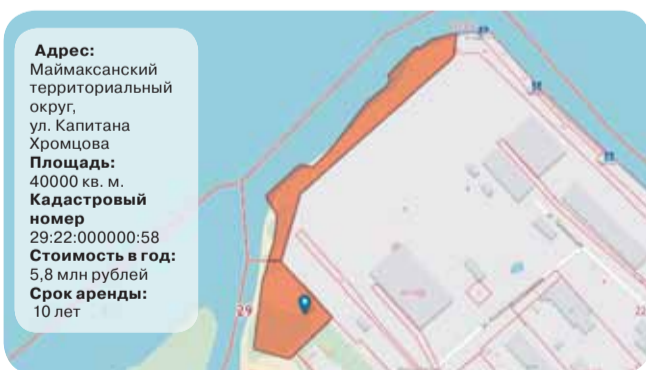 Адрес:
Маймаксанский
территориальный
округ,
ул. Капитана
Хромцова
Площадь:
40000 кв. м.
Кадастровый
номер
29:22:000000:58
Стоимость в год:
5,8 млн рублей
Срок аренды:
10 лет
29
22